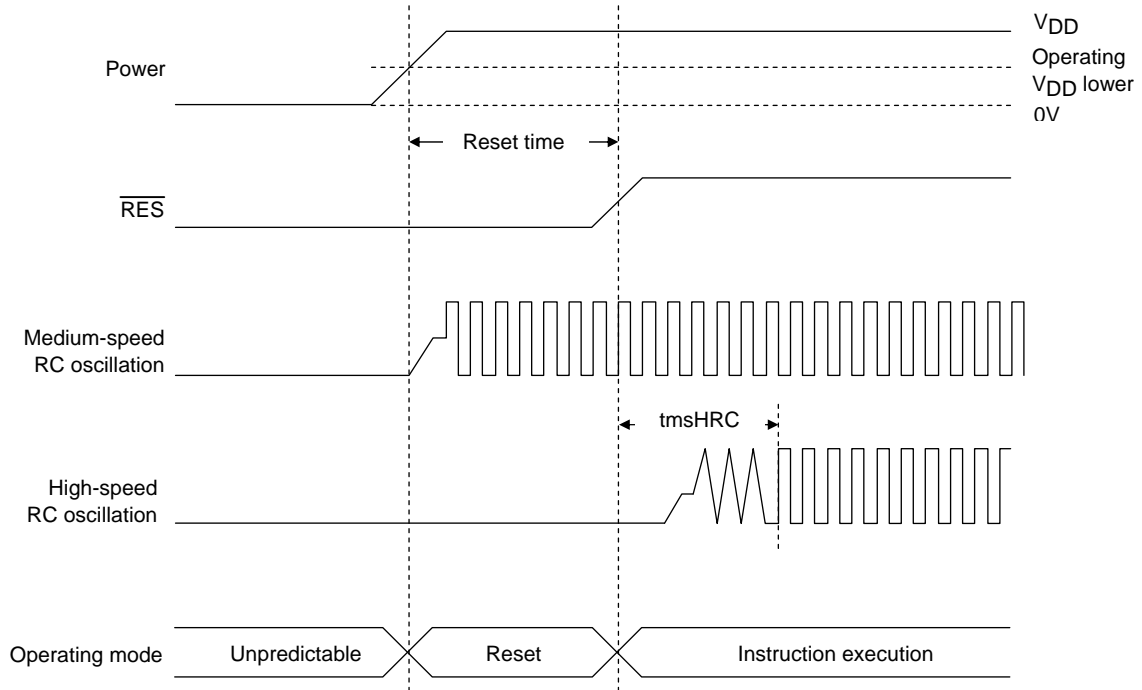 VDD
Power
Operating
VDD lower
0V
Reset time
RES
Medium-speed
RC oscillation
tmsHRC
High-speed
RC oscillation
Operating mode
Unpredictable
Reset
Instruction execution